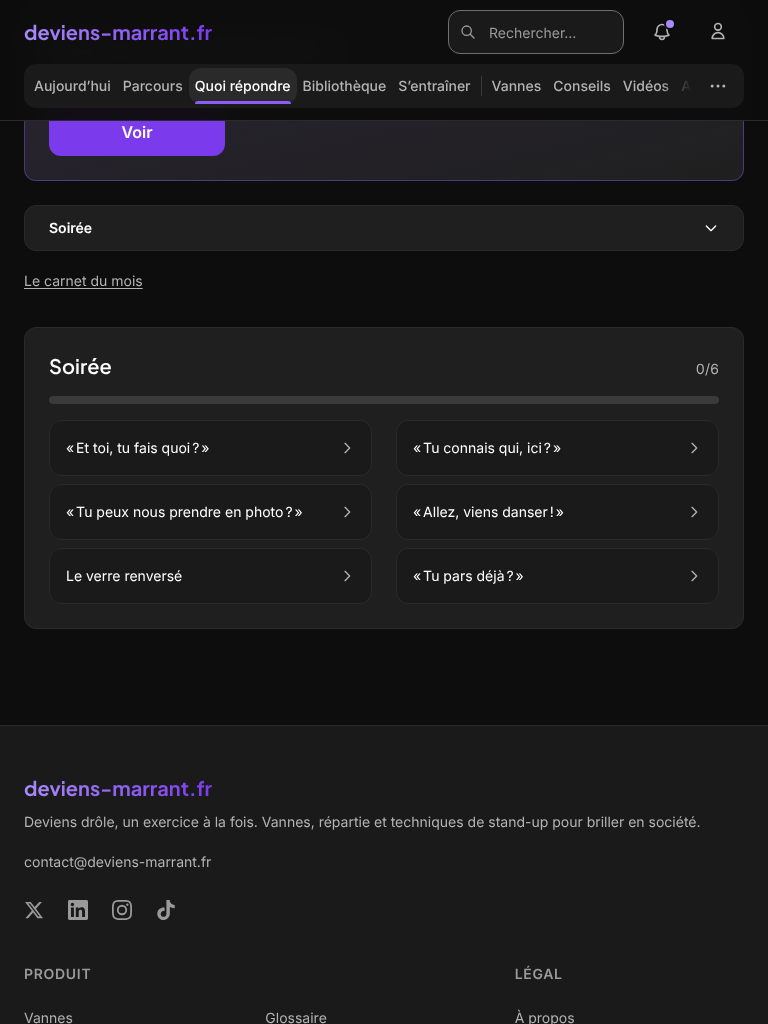 deviens-marrant.fr
Rechercher...
Aujourd’hui Parcours Quoi répondre Bibliothèque S’entraîner Vannes Conseils Vidéos
Voir
Soirée
Le carnet du mois
Soirée
0/6
« Et toi, tu fais quoi ? »
« Tu connais qui, ici ? »
« Tu peux nous prendre en photo ? »
« Allez, viens danser ! »
Le verre renversé
« Tu pars déjà ? »
deviens-marrant.fr
Deviens drôle, un exercice à la fois. Vannes, répartie et techniques de stand-up pour briller en société.
contact@deviens-marrant.fr
PRODUIT
LÉGAL
Vannes
Glossaire
À propos